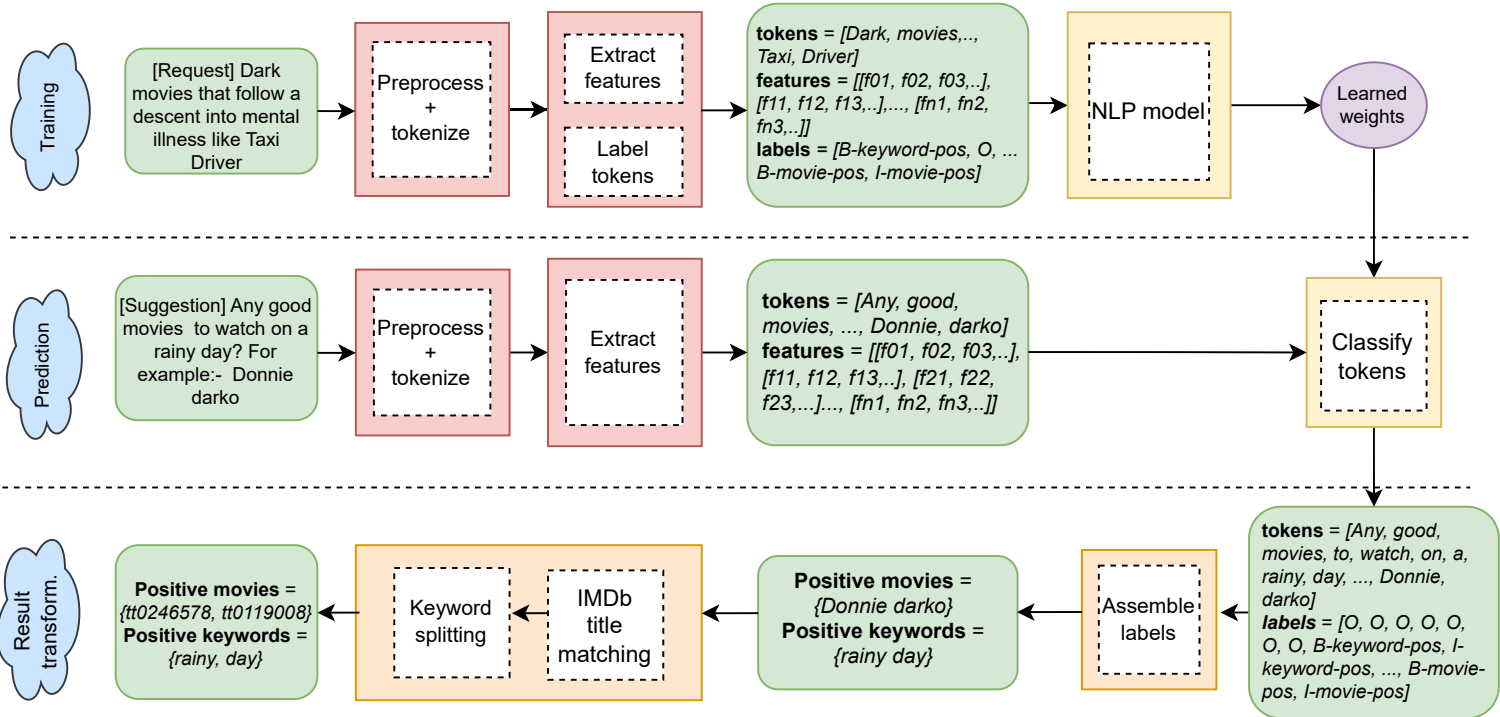 Training
[Request] Dark
movies that follow a
descent into mental
illness like Taxi
Driver
Preprocess
+
tokenize
Extract
features
Label
tokens
tokens = [Dark, movies,..,
Taxi, Driver]
features = [[f01, f02, f03,..],
[f11, f12, f13,..],..., [fn1, fn2,
fn3,..]]
labels = [B-keyword-pos, O, ...
B-movie-pos, I-movie-pos]
NLP model
Learned
weights
Prediction
[Suggestion] Any good
movies to watch on a
rainy day? For
example:- Donnie
darko
Preprocess
+
tokenize
Extract
features
tokens = [Any, good,
movies, ..., Donnie, darko]
features = [[f01, f02, f03,..],
[f11, f12, f13,..], [f21, f22,
f23,...]..., [fn1, fn2, fn3,..]]
Classify
tokens
Result
transform.
Positive movies =
{tt0246578, tt0119008}
Positive keywords =
{rainy, day}
Keyword
splitting
IMDb
title
matching
Positive movies =
{Donnie darko}
Positive keywords =
{rainy day}
Assemble
labels
tokens = [Any, good,
movies, to, watch, on, a,
rainy, day, ..., Donnie,
darko]
labels = [O, O, O, O, O,
O, O, B-keyword-pos, I-
keyword-pos, ..., B-movie-
pos, I-movie-pos]